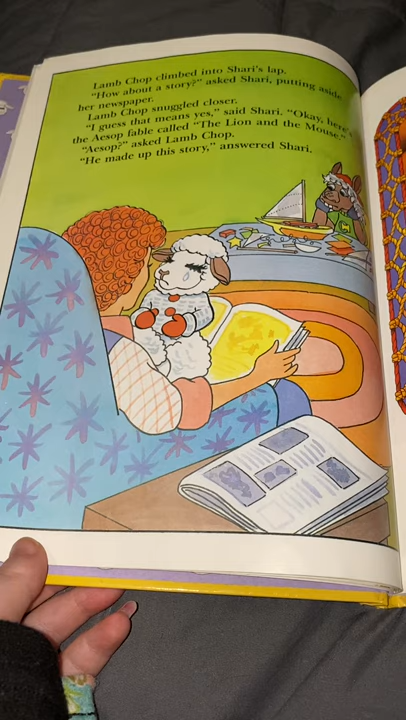 Lamb Chop climbed into Shari's lap.
"How about a story?" asked Shari, putting aside
her newspaper.
Lamb Chop snuggled closer.
"I guess that means yes," said Shari. "Okay, here's
the Aesop fable called "The Lion and the Mouse."
"Aesop?" asked Lamb Chop.
"He made up this story," answered Shari.